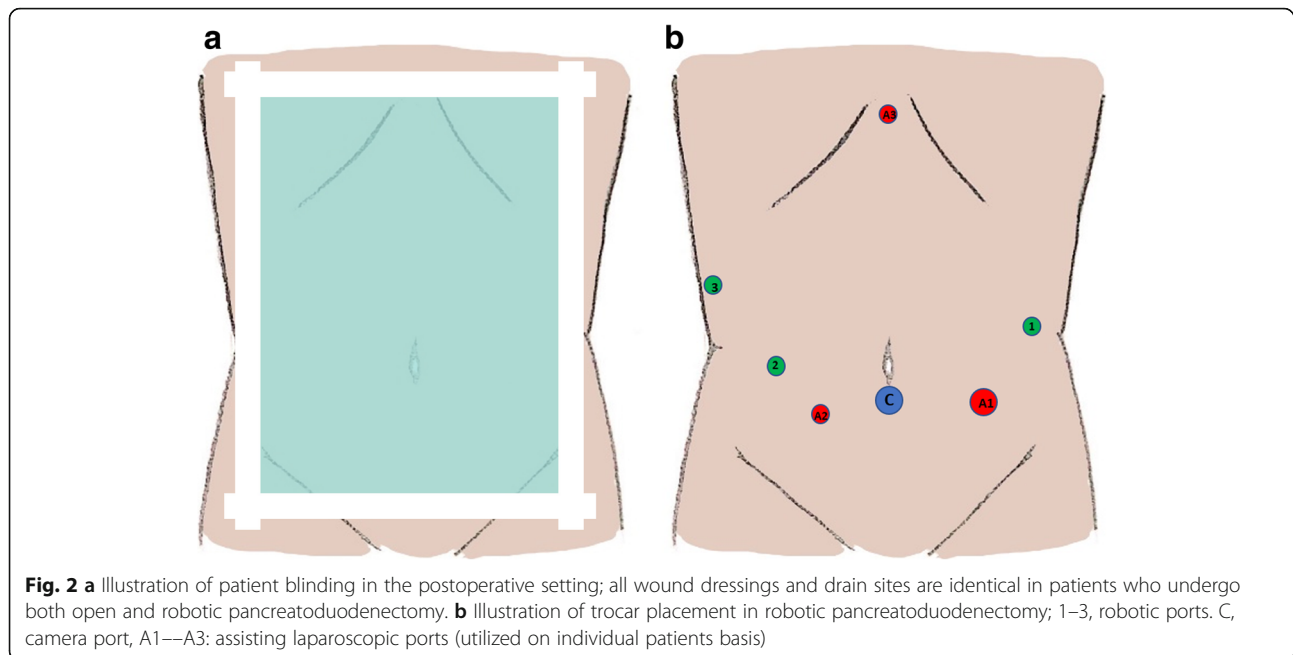 a
b
A3
3
1
2
C
A1
A2
Fig. 2 a Illustration of patient blinding in the postoperative setting; all wound dressings and drain sites are identical in patients who undergo
both open and robotic pancreatoduodenectomy. b Illustration of trocar placement in robotic pancreatoduodenectomy; 1–3, robotic ports. C,
camera port, A1––A3: assisting laparoscopic ports (utilized on individual patients basis)